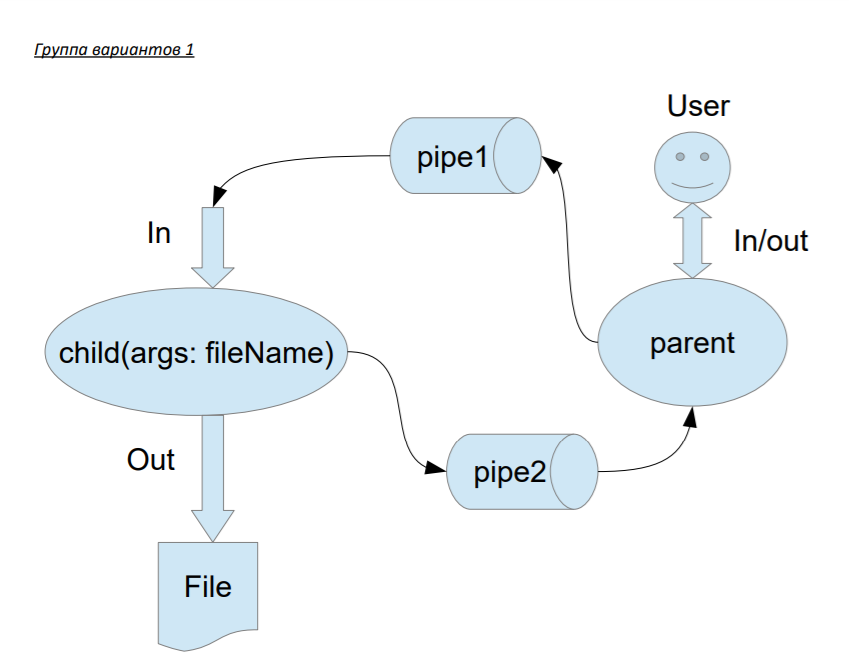 Группа вариантов 1
User
pipe1
In
In/out
child(args: fileName)
parent
Out
pipe2
File